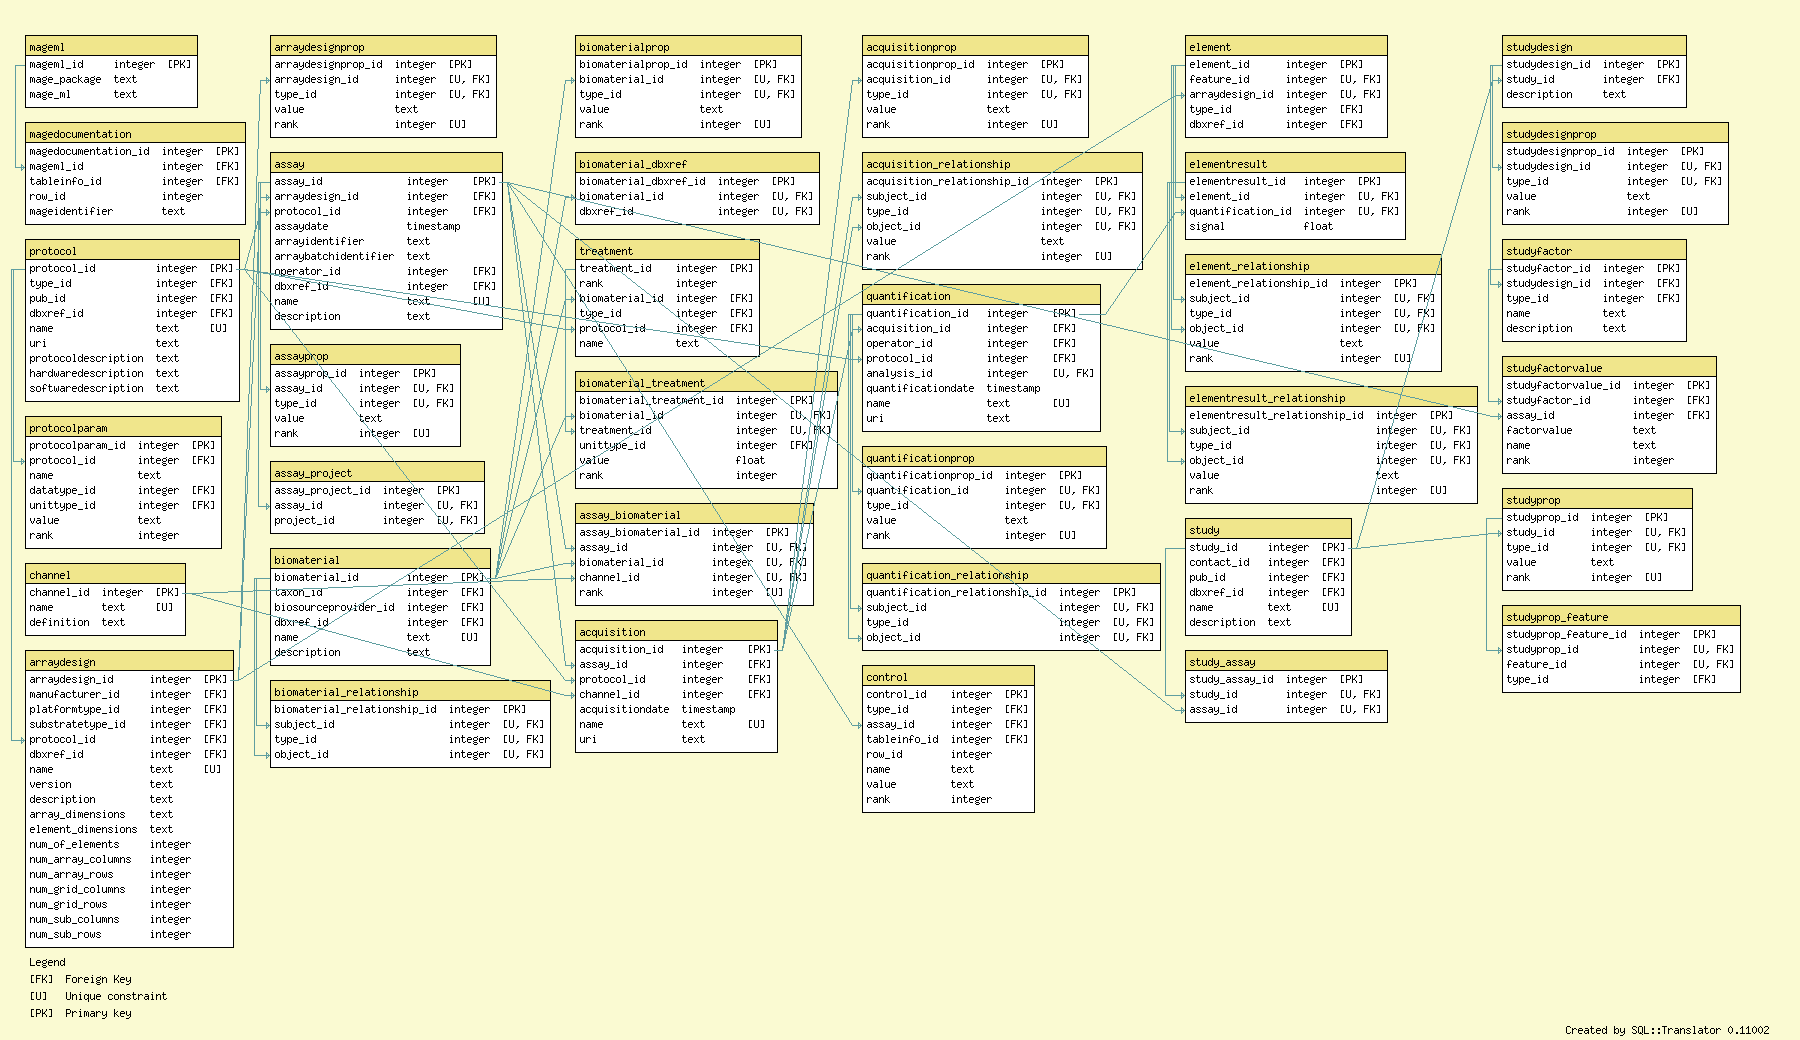 mageml
mageml_id integer [PK]
mage_package text
mage_ml text
magedocumentation
magedocumentation_id integer [PK]
mageml_id integer [FK]
tableinfo_id integer [FK]
row_id integer
mageidentifier text
protocol
protocol_id integer [PK]
type_id integer [FK]
pub_id integer [FK]
dbxref_id integer [FK]
name text [U]
uri text
protocoldescription text
hardwaredescription text
softwaredescription text
protocolparam
protocolparam_id integer [PK]
protocol_id integer [FK]
name text
datatype_id integer [FK]
unittype_id integer [FK]
value text
rank integer
channel
channel_id integer [PK]
name text [U]
definition text
arraydesign
arraydesign_id integer [PK]
manufacturer_id integer [FK]
platformtype_id integer [FK]
substratetype_id integer [FK]
protocol_id integer [FK]
dbxref_id integer [FK]
name text [U]
version text
description text
array_dimensions text
element_dimensions text
num_of_elements integer
num_array_columns integer
num_array_rows integer
num_grid_columns integer
num_grid_rows integer
num_sub_columns integer
num_sub_rows integer
Legend
[FK] Foreign Key
[U] Unique constraint
[PK] Primary key
arraydesignprop
arraydesignprop_id integer [PK]
arraydesign_id integer [U, FK]
type_id integer [U, FK]
value text
rank integer [U]
assay
assay_id integer [PK]
arraydesign_id integer [FK]
protocol_id integer [FK]
assaydate timestamp
arrayidentifier text
arraybatchidentifier text
operator_id integer [FK]
dbxref_id integer [FK]
name text [U]
description text
assayprop
assayprop_id integer [PK]
assay_id integer [U, FK]
type_id integer [U, FK]
value text
rank integer [U]
assay_project
assay_project_id integer [PK]
assay_id integer [U, FK]
project_id integer [U, FK]
biomaterial
biomaterial_id integer [PK]
taxon_id integer [FK]
biosourceprovider_id integer [FK]
dbxref_id integer [FK]
name text [U]
description text
biomaterial_relationship
biomaterial_relationship_id integer [PK]
subject_id integer [U, FK]
type_id integer [U, FK]
object_id integer [U, FK]
biomaterialprop
biomaterialprop_id integer [PK]
biomaterial_id integer [U, FK]
type_id integer [U, FK]
value text
rank integer [U]
biomaterial_dbxref
biomaterial_dbxref_id integer [PK]
biomaterial_id integer [U, FK]
dbxref_id integer [U, FK]
treatment
treatment_id integer [PK]
rank integer
biomaterial_id integer [FK]
type_id integer [FK]
protocol_id integer [FK]
name text
biomaterial_treatment
biomaterial_treatment_id integer [PK]
biomaterial_id integer [U, FK]
treatment_id integer [U, FK]
unittype_id integer [FK]
value float
rank integer
assay_biomaterial
assay_biomaterial_id integer [PK]
assay_id integer [U, FK]
biomaterial_id integer [U, FK]
channel_id integer [U, FK]
rank integer [U]
acquisition
acquisition_id integer [PK]
assay_id integer [FK]
protocol_id integer [FK]
channel_id integer [FK]
acquisitiondate timestamp
name text [U]
uri text
acquisitionprop
acquisitionprop_id integer [PK]
acquisition_id integer [U, FK]
type_id integer [U, FK]
value text
rank integer [U]
acquisition_relationship
acquisition_relationship_id integer [PK]
subject_id integer [U, FK]
type_id integer [U, FK]
object_id integer [U, FK]
value text
rank integer [U]
quantification
quantification_id integer [PK]
acquisition_id integer [FK]
operator_id integer [FK]
protocol_id integer [FK]
analysis_id integer [U, FK]
quantificationdate timestamp
name text [U]
uri text
quantificationprop
quantificationprop_id integer [PK]
quantification_id integer [U, FK]
type_id integer [U, FK]
value text
rank integer [U]
quantification_relationship
quantification_relationship_id integer [PK]
subject_id integer [U, FK]
type_id integer [U, FK]
object_id integer [U, FK]
control
control_id integer [PK]
type_id integer [FK]
assay_id integer [FK]
tableinfo_id integer [FK]
row_id integer
name text
value text
rank integer
element
element_id integer [PK]
feature_id integer [U, FK]
arraydesign_id integer [U, FK]
type_id integer [FK]
dbxref_id integer [FK]
elementresult
elementresult_id integer [PK]
element_id integer [U, FK]
quantification_id integer [U, FK]
signal float
element_relationship
element_relationship_id integer [PK]
subject_id integer [U, FK]
type_id integer [U, FK]
object_id integer [U, FK]
value text
rank integer [U]
elementresult_relationship
elementresult_relationship_id integer [PK]
subject_id integer [U, FK]
type_id integer [U, FK]
object_id integer [U, FK]
value text
rank integer [U]
study
study_id integer [PK]
contact_id integer [FK]
pub_id integer [FK]
dbxref_id integer [FK]
name text [U]
description text
study_assay
study_assay_id integer [PK]
study_id integer [U, FK]
assay_id integer [U, FK]
studydesign
studydesign_id integer [PK]
study_id integer [FK]
description text
studydesignprop
studydesignprop_id integer [PK]
studydesign_id integer [U, FK]
type_id integer [U, FK]
value text
rank integer [U]
studyfactor
studyfactor_id integer [PK]
studydesign_id integer [FK]
type_id integer [FK]
name text
description text
studyfactorvalue
studyfactorvalue_id integer [PK]
studyfactor_id integer [FK]
assay_id integer [FK]
factorvalue text
name text
rank integer
studyprop
studyprop_id integer [PK]
study_id integer [U, FK]
type_id integer [U, FK]
value text
rank integer [U]
studyprop_feature
studyprop_feature_id integer [PK]
studyprop_id integer [U, FK]
feature_id integer [U, FK]
type_id integer [FK]
Created by SQL::Translator 0.11002